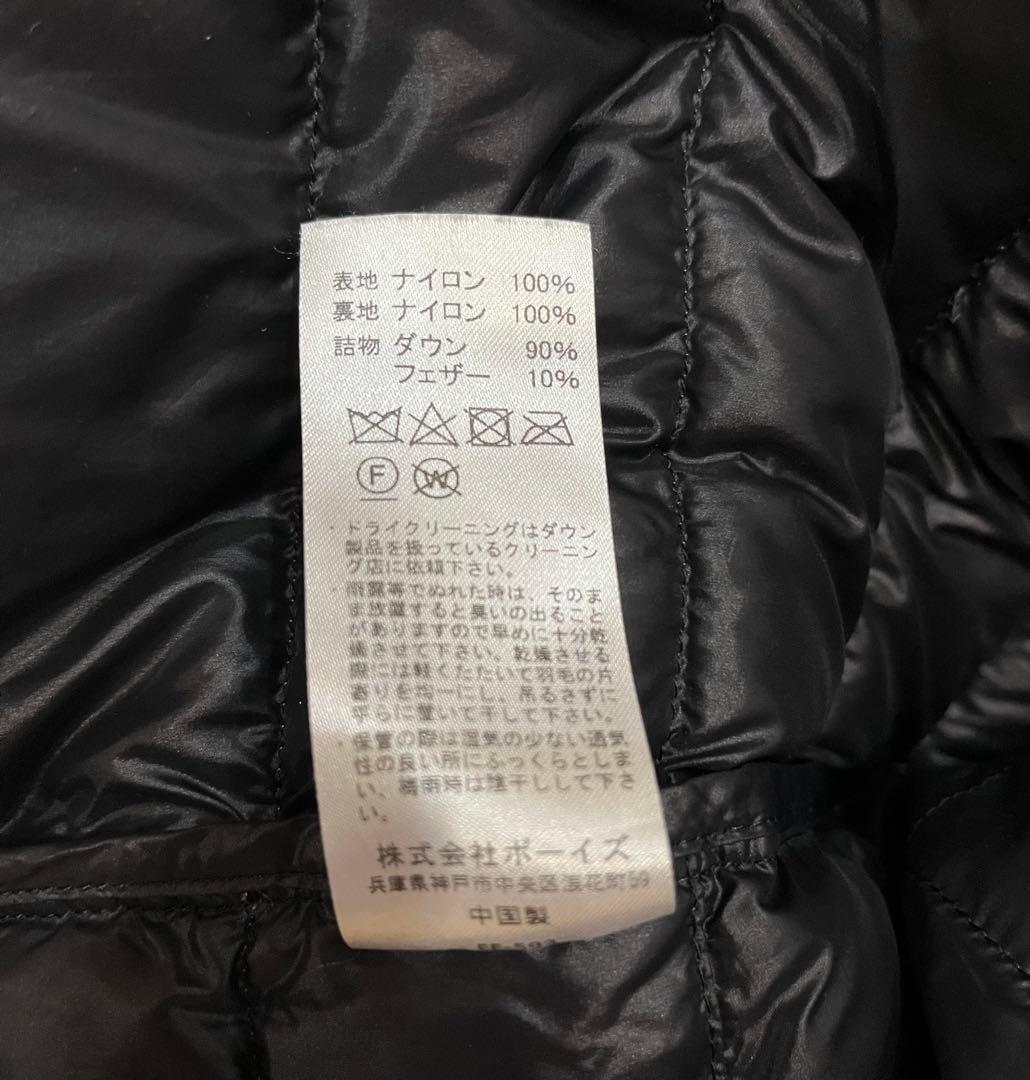 表地 ナイロン 100%
裏地 ナイロン 100%
詰物 ダウン 90%
フェザー 10%
F W
・ドライクリーニングはダウン
製品を扱っているクリーニン
グ店に依頼下さい。
・雨露等でぬれた時は、そのま
ま放置すると臭いの出ること
がありますので早めに十分乾
燥させて下さい。乾燥させる
際には軽くたたいて羽毛の片
寄りを均一にし、吊るさずに
平らに置いて干して下さい。
・保管の際は湿気の少ない通気
性の良い所にふっくらとしま
い、梅雨時は陰干しして下さ
い。
株式会社ボーイズ
兵庫県神戸市中央区浪花町59
中国製